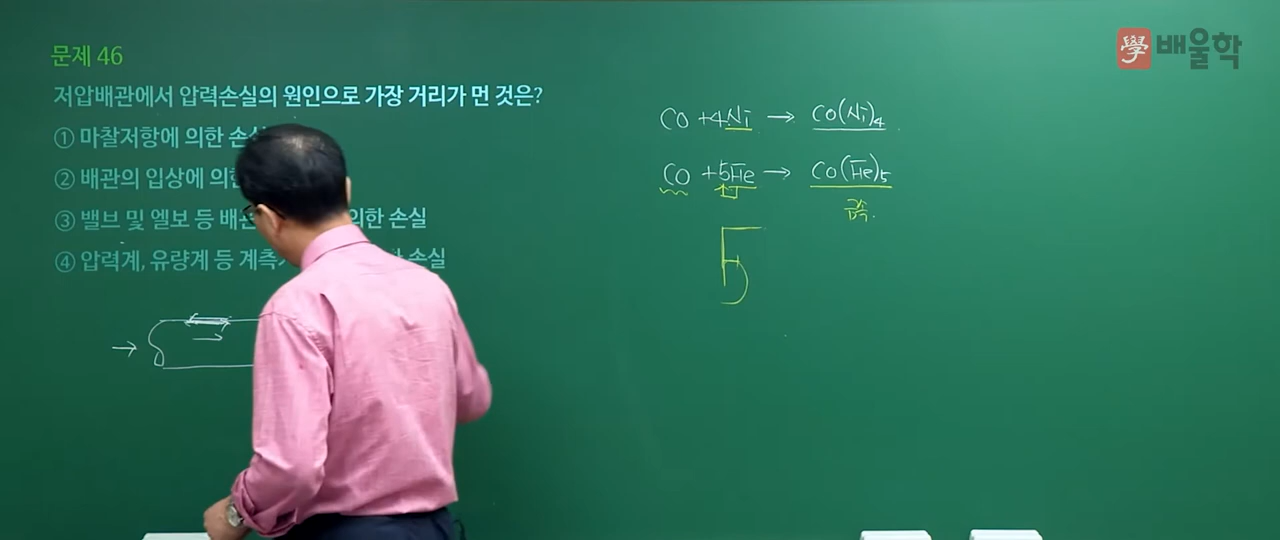 문제 46
저압배관에서 압력손실의 원인으로 가장 거리가 먼 것은?
① 마찰저항에 의한 손
② 배관의 입상에 의한
③ 밸브 및 엘보 등 배관 의한 손실
④ 압력계, 유량계 등 계측 손실
學 배울학
CO + 4Ni → CO(Ni)4
CO + 5Fe → CO(Fe)5
5